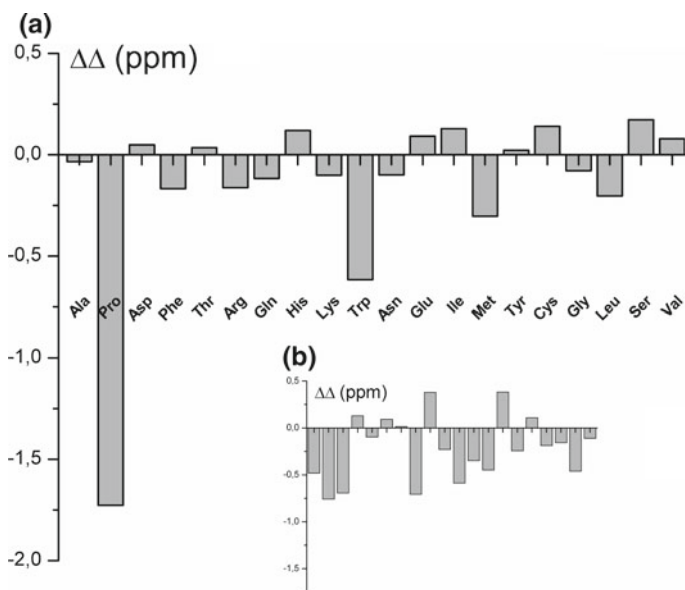 (a)
ΔΔ (ppm)
0,5
0,0
-0,5
-1,0
-1,5
-2,0
Ala Pro Asp Phe Thr Arg Gln His Lys Trp Asn Glu Ile Met Tyr Cys Gly Leu Ser Val
(b)
ΔΔ (ppm)
0,5
0,0
-0,5
-1,0
-1,5